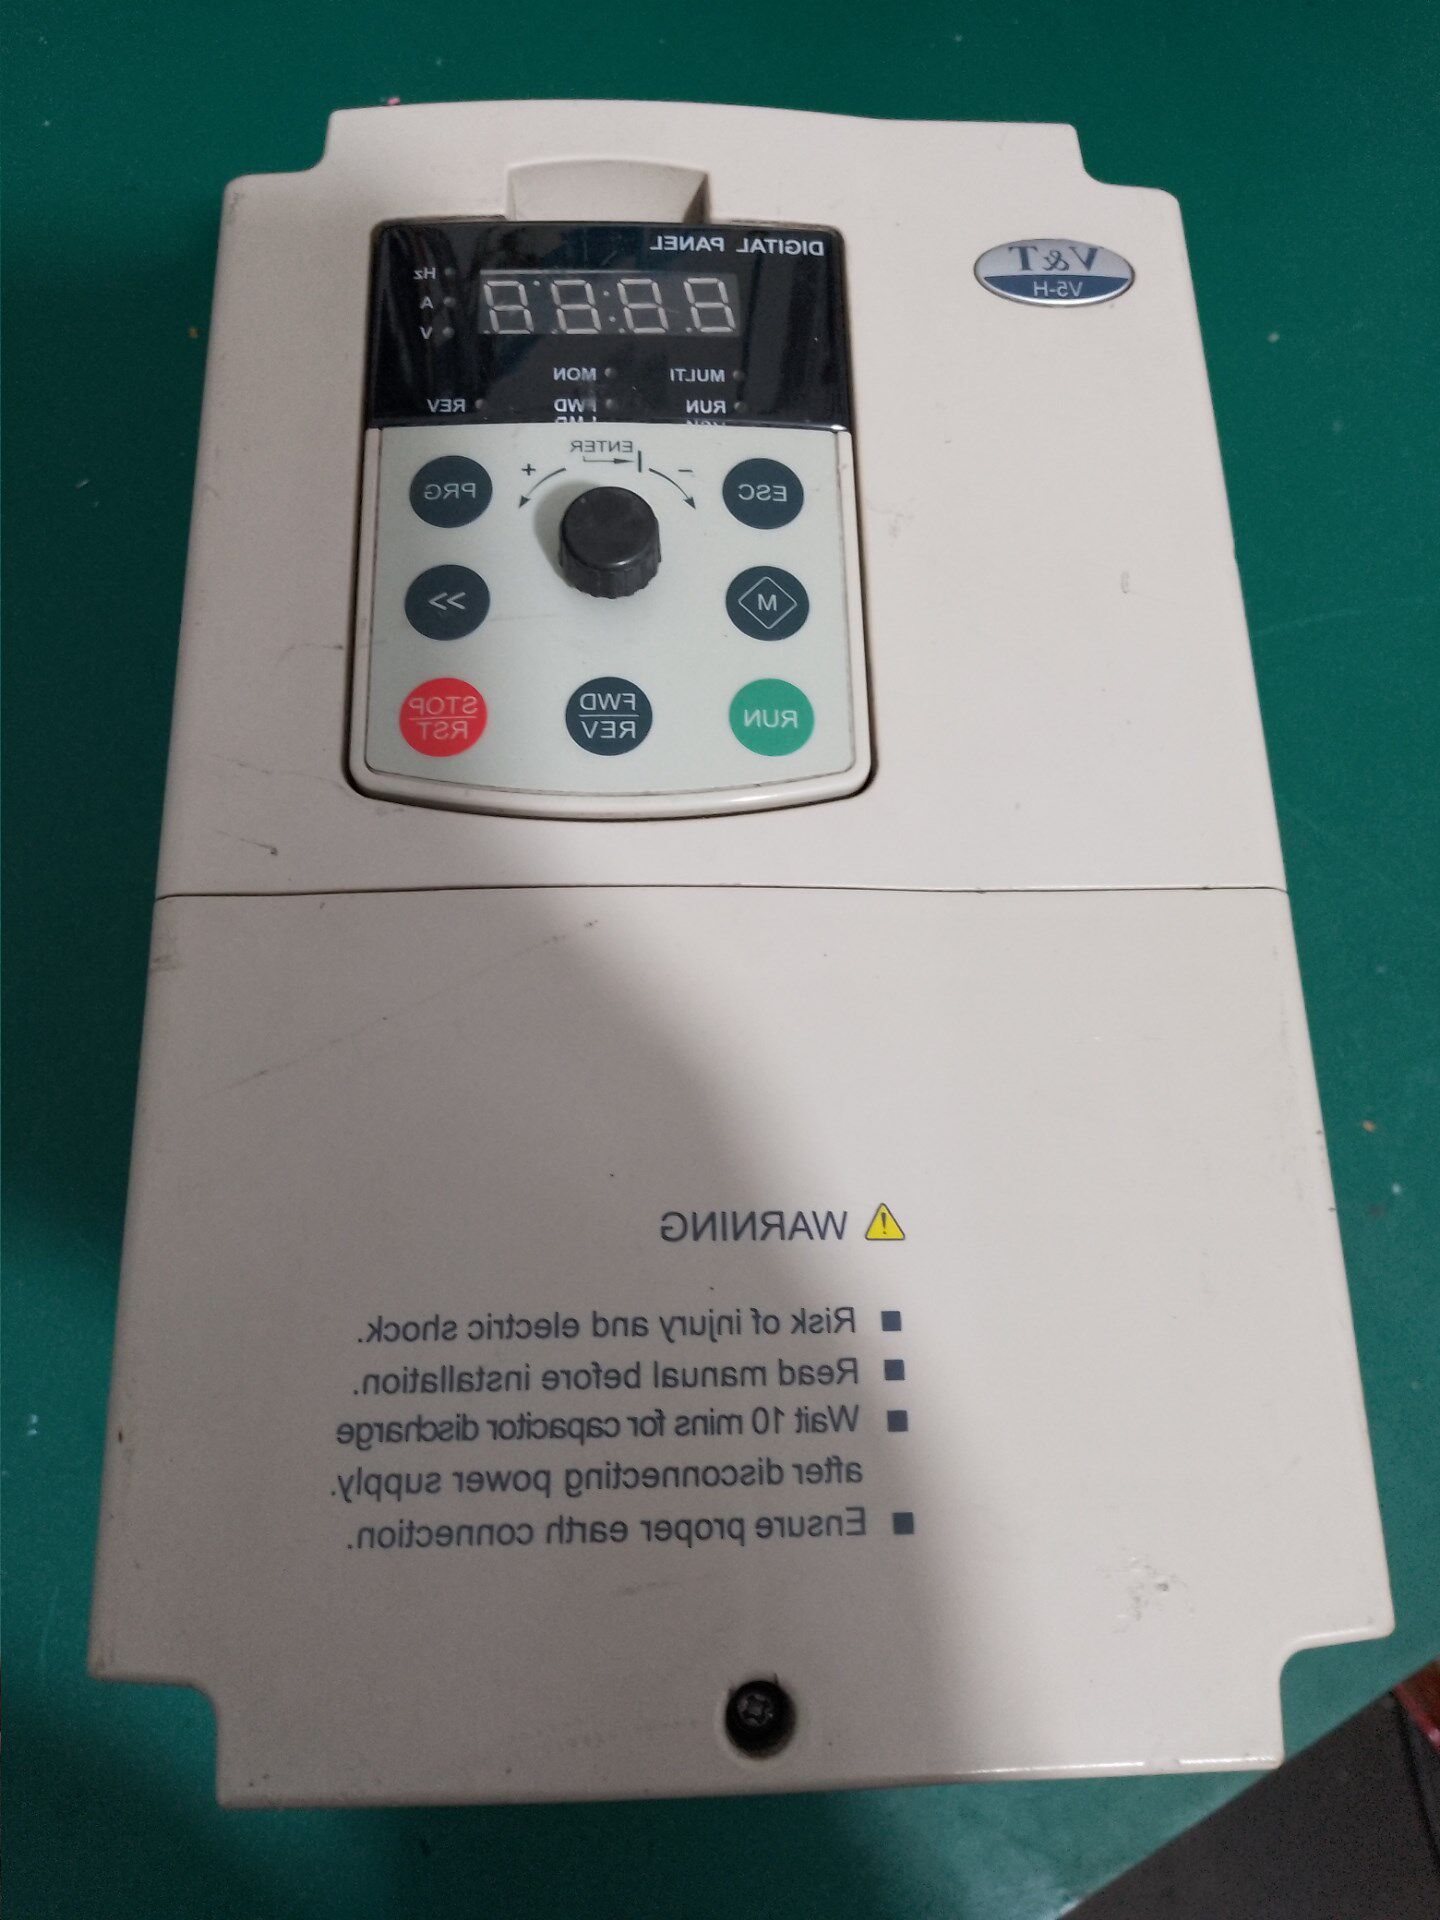 V&T
V5-H
DIGITAL PANEL
Hz
A
V
MULTI MON
RUN FWD REV
ENTER
- +
ESC PRG
M >>
RUN FWD STOP
REV RST
WARNING
■ Risk of injury and electric shock.
■ Read manual before installation.
■ Wait 10 mins for capacitor discharge
after disconnecting power supply.
■ Ensure proper earth connection.